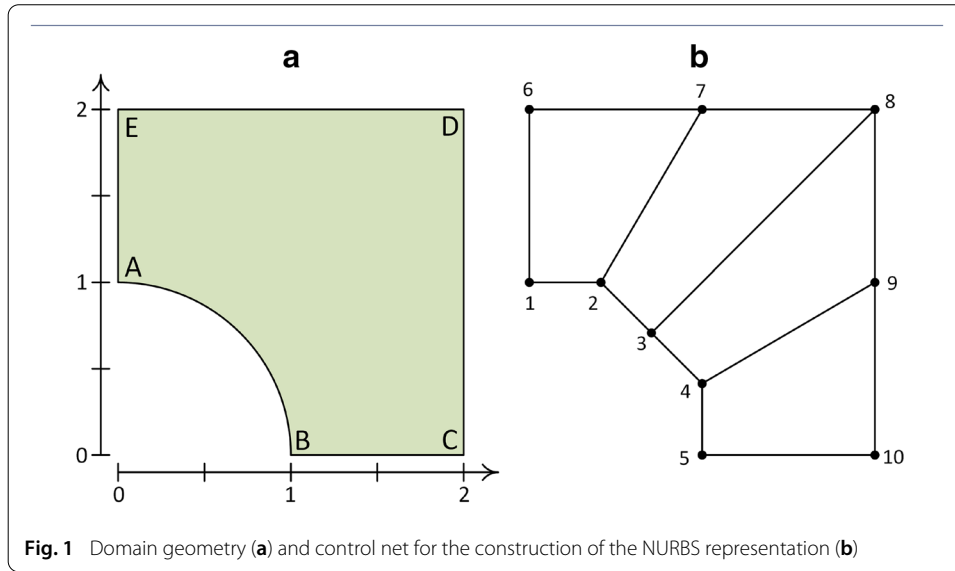 a
b
2
E
D
A
1
B
C
0
0
1
2
6
7
8
1
2
3
9
4
5
10
Fig. 1 Domain geometry (a) and control net for the construction of the NURBS representation (b)